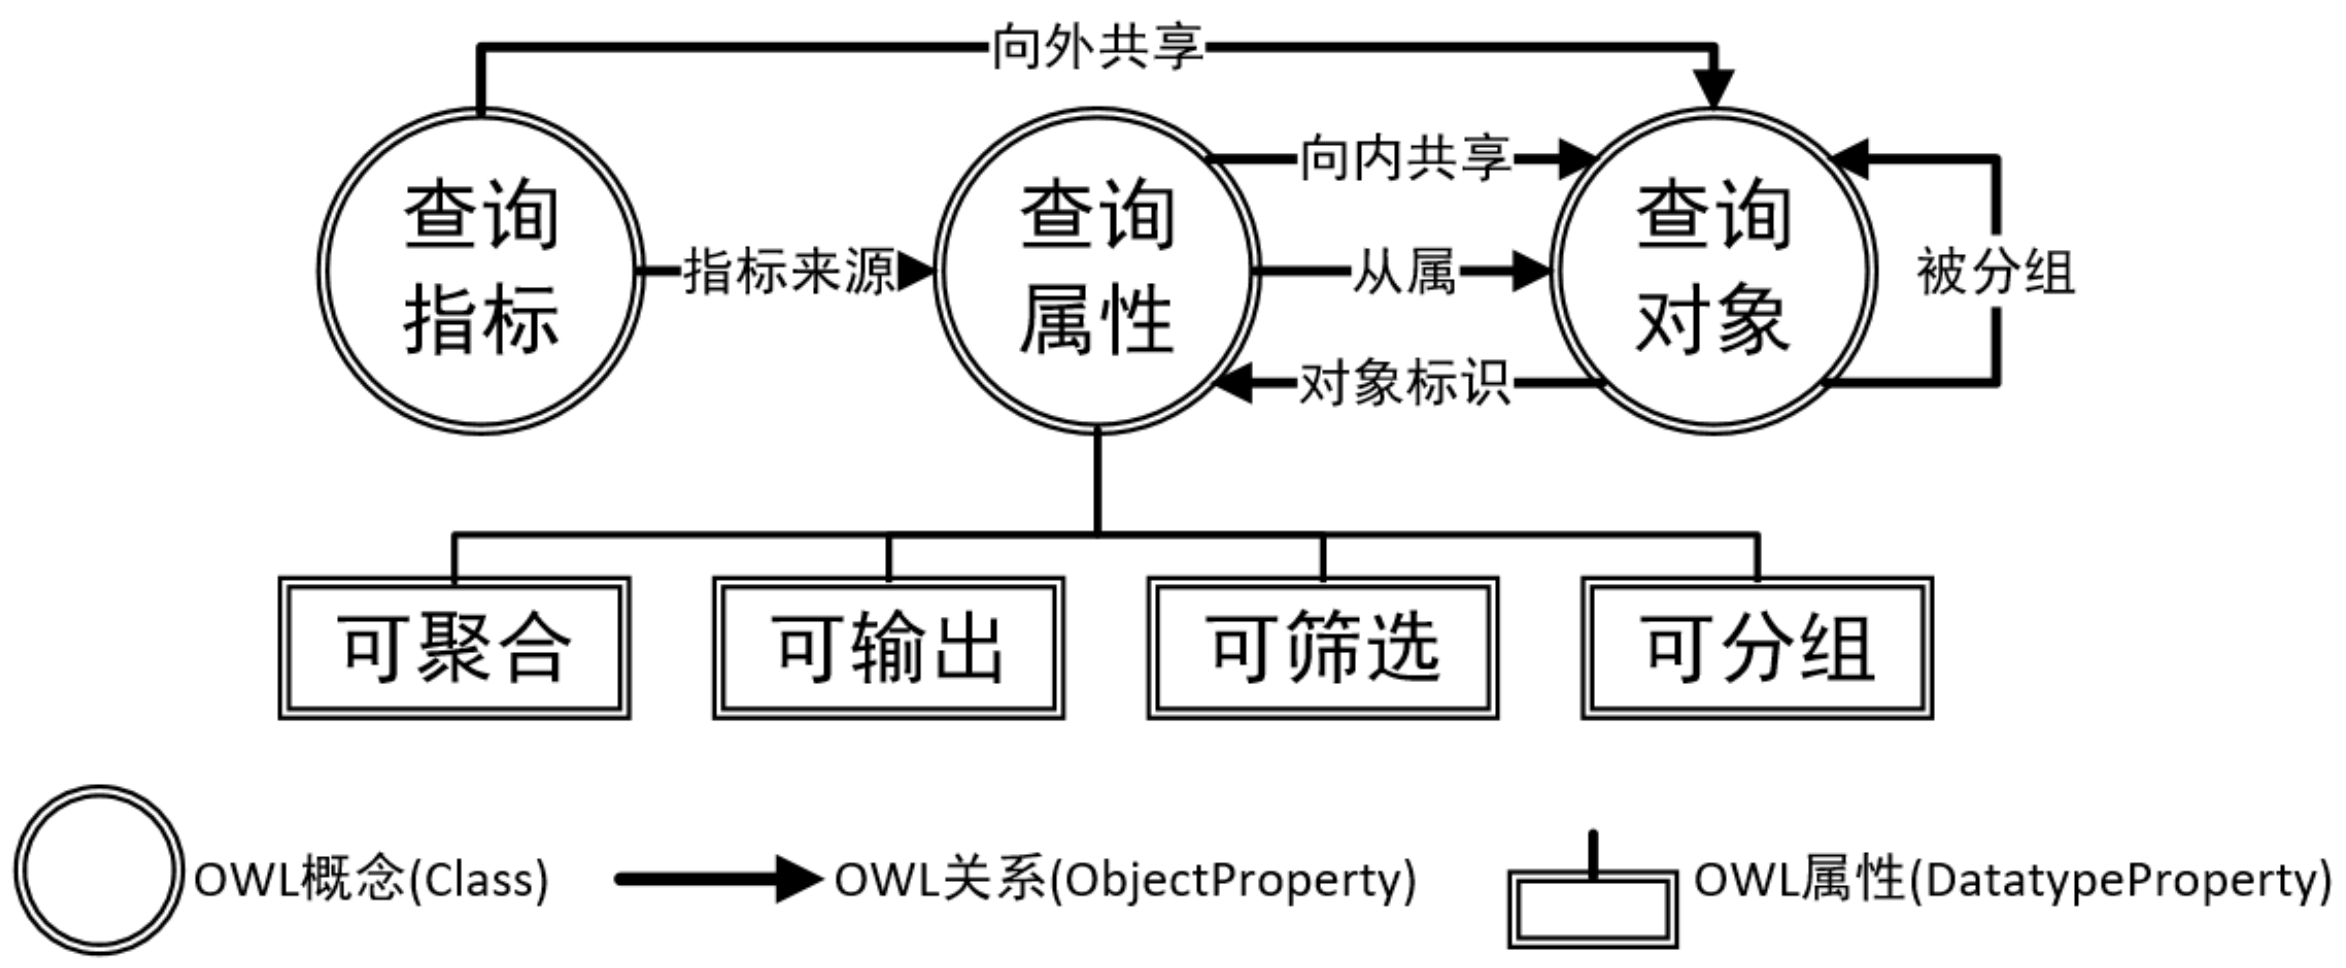 向外共享
查询
指标
指标来源
查询
属性
向内共享
从属
对象标识
查询
对象
被分组
可聚合
可输出
可筛选
可分组
OWL概念(Class)
OWL关系(ObjectProperty)
OWL属性(DatatypeProperty)